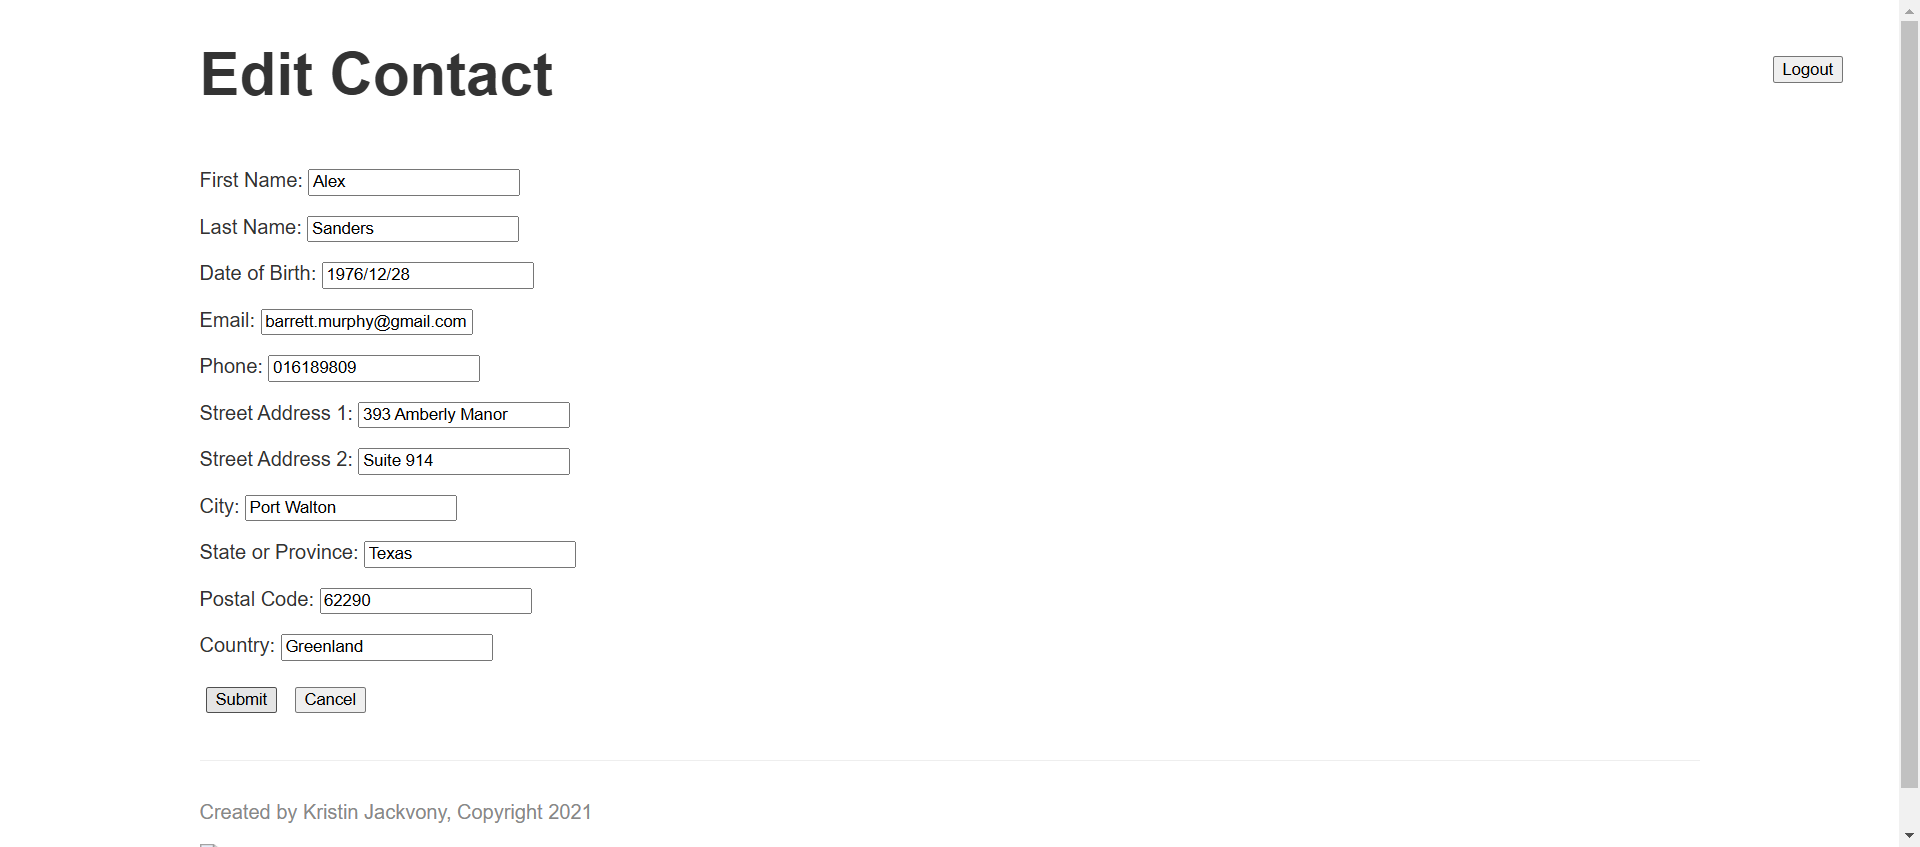 Edit Contact
Logout
First Name: Alex
Last Name: Sanders
Date of Birth: 1976/12/28
Email: barrett.murphy@gmail.com
Phone: 016189809
Street Address 1: 393 Amberly Manor
Street Address 2: Suite 914
City: Port Walton
State or Province: Texas
Postal Code: 62290
Country: Greenland
Submit Cancel
Created by Kristin Jackvony, Copyright 2021